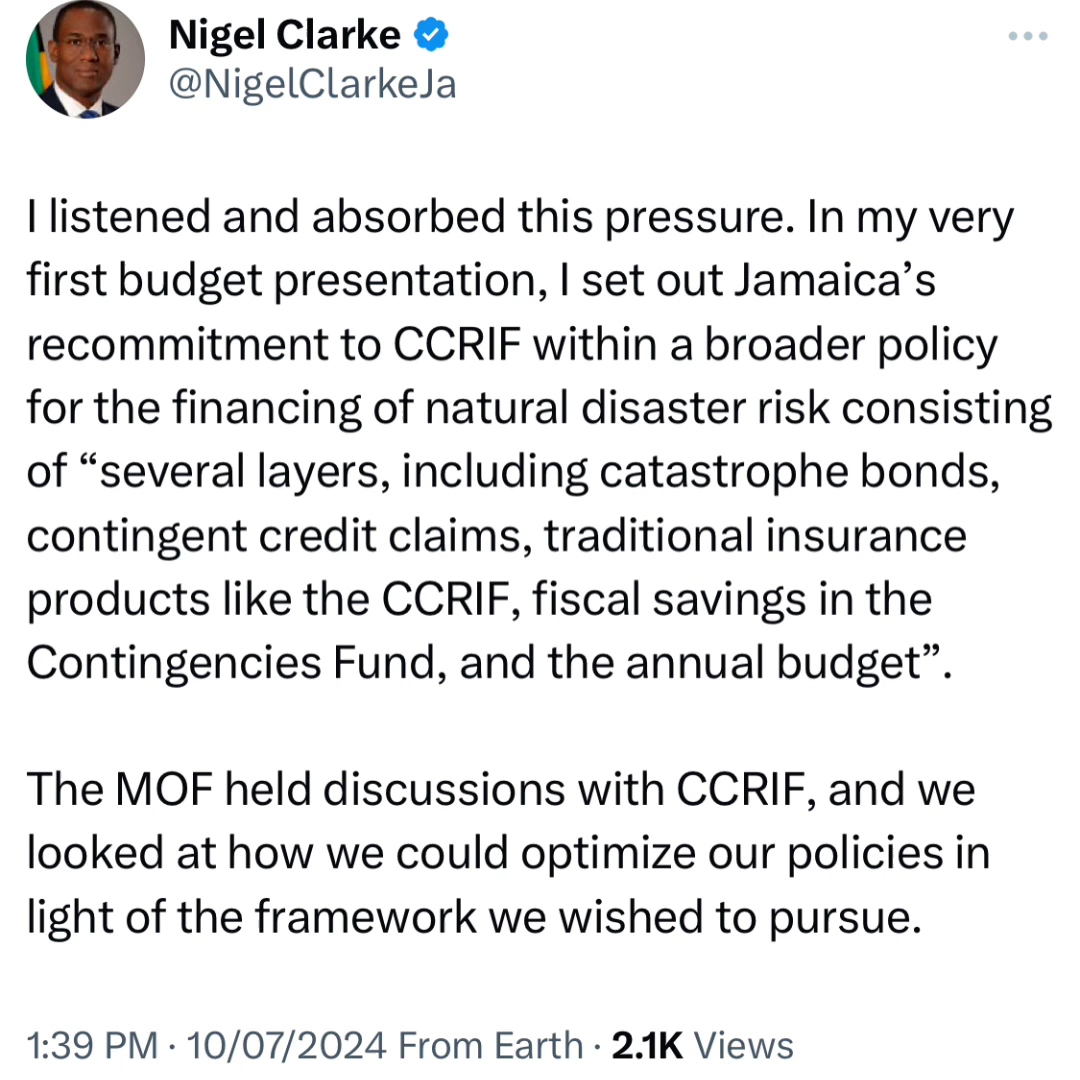 Nigel Clarke
@NigelClarkeJa
I listened and absorbed this pressure. In my very
first budget presentation, I set out Jamaica’s
recommitment to CCRIF within a broader policy
for the financing of natural disaster risk consisting
of “several layers, including catastrophe bonds,
contingent credit claims, traditional insurance
products like the CCRIF, fiscal savings in the
Contingencies Fund, and the annual budget”.
The MOF held discussions with CCRIF, and we
looked at how we could optimize our policies in
light of the framework we wished to pursue.
1:39 PM · 10/07/2024 From Earth · 2.1K Views